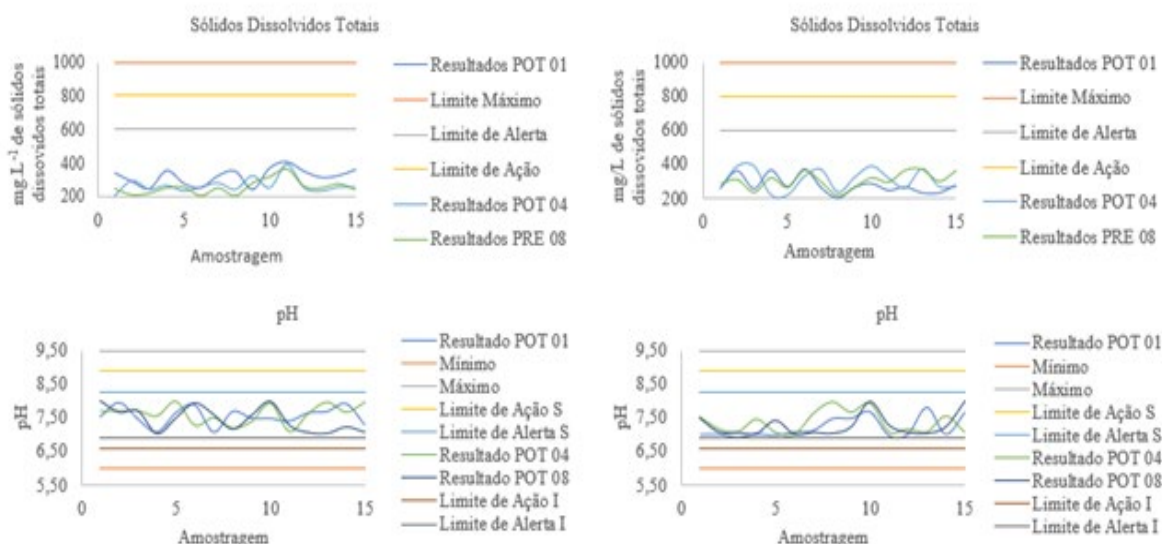 Sólidos Dissolvidos Totais
mg.L⁻¹ de sólidos
dissovidos totais
1000
800
600
400
200
0
5
10
15
Amostragem
Resultados POT 01
Limite Máximo
Limite de Alerta
Limite de Ação
Resultados POT 04
Resultados PRE 08
Sólidos Dissolvidos Totais
mg/L de sólidos
dissolvidos totais
1000
800
600
400
200
0
5
10
15
Amostragem
Resultados POT 01
Limite Máximo
Limite de Alerta
Limite de Ação
Resultados POT 04
Resultados PRE 08
pH
pH
9,50
8,50
7,50
6,50
5,50
0
5
10
15
Amostragem
Resultado POT 01
Mínimo
Máximo
Limite de Ação S
Limite de Alerta S
Resultado POT 04
Resultado POT 08
Limite de Ação I
Limite de Alerta I
pH
pH
9,50
8,50
7,50
6,50
5,50
0
5
10
15
Amostragem
Resultado POT 01
Mínimo
Máximo
Limite de Ação S
Limite de Alerta S
Resultado POT 04
Resultado POT 08
Limite de Ação I
Limite de Alerta I